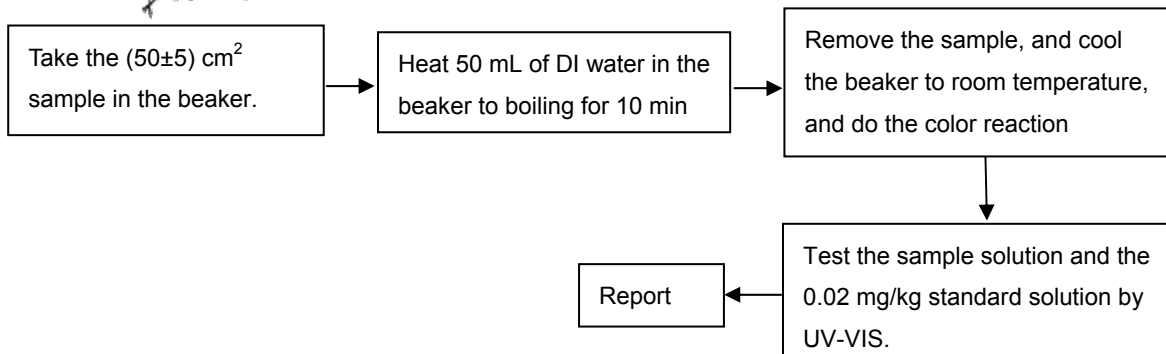 Take the (50±5) cm²
sample in the beaker.
Heat 50 mL of DI water in the
beaker to boiling for 10 min
Remove the sample, and cool
the beaker to room temperature,
and do the color reaction
Test the sample solution and the
0.02 mg/kg standard solution by
UV-VIS.
Report